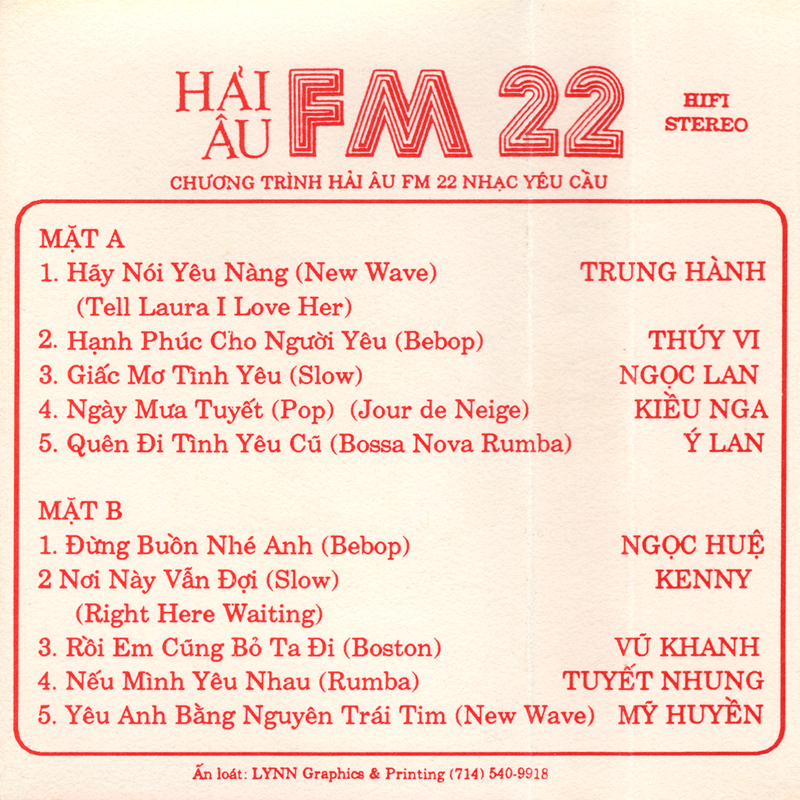 HẢI ÂU FM 22
HIFI STEREO
CHƯƠNG TRÌNH HẢI ÂU FM 22 NHẠC YÊU CẦU
MẶT A
1. Hãy Nói Yêu Nàng (New Wave) TRUNG HÀNH
(Tell Laura I Love Her)
2. Hạnh Phúc Cho Người Yêu (Bebop) THÚY VI
3. Giấc Mơ Tình Yêu (Slow) NGỌC LAN
4. Ngày Mưa Tuyết (Pop) (Jour de Neige) KIỀU NGA
5. Quên Đi Tình Yêu Cũ (Bossa Nova Rumba) Ý LAN
MẶT B
1. Đừng Buồn Nhé Anh (Bebop) NGỌC HUỆ
2 Nơi Này Vẫn Đợi (Slow) KENNY
(Right Here Waiting)
3. Rồi Em Cũng Bỏ Ta Đi (Boston) VŨ KHANH
4. Nếu Mình Yêu Nhau (Rumba) TUYẾT NHUNG
5. Yêu Anh Bằng Nguyên Trái Tim (New Wave) MỸ HUYỀN
Ấn loát: LYNN Graphics & Printing (714) 540-9918